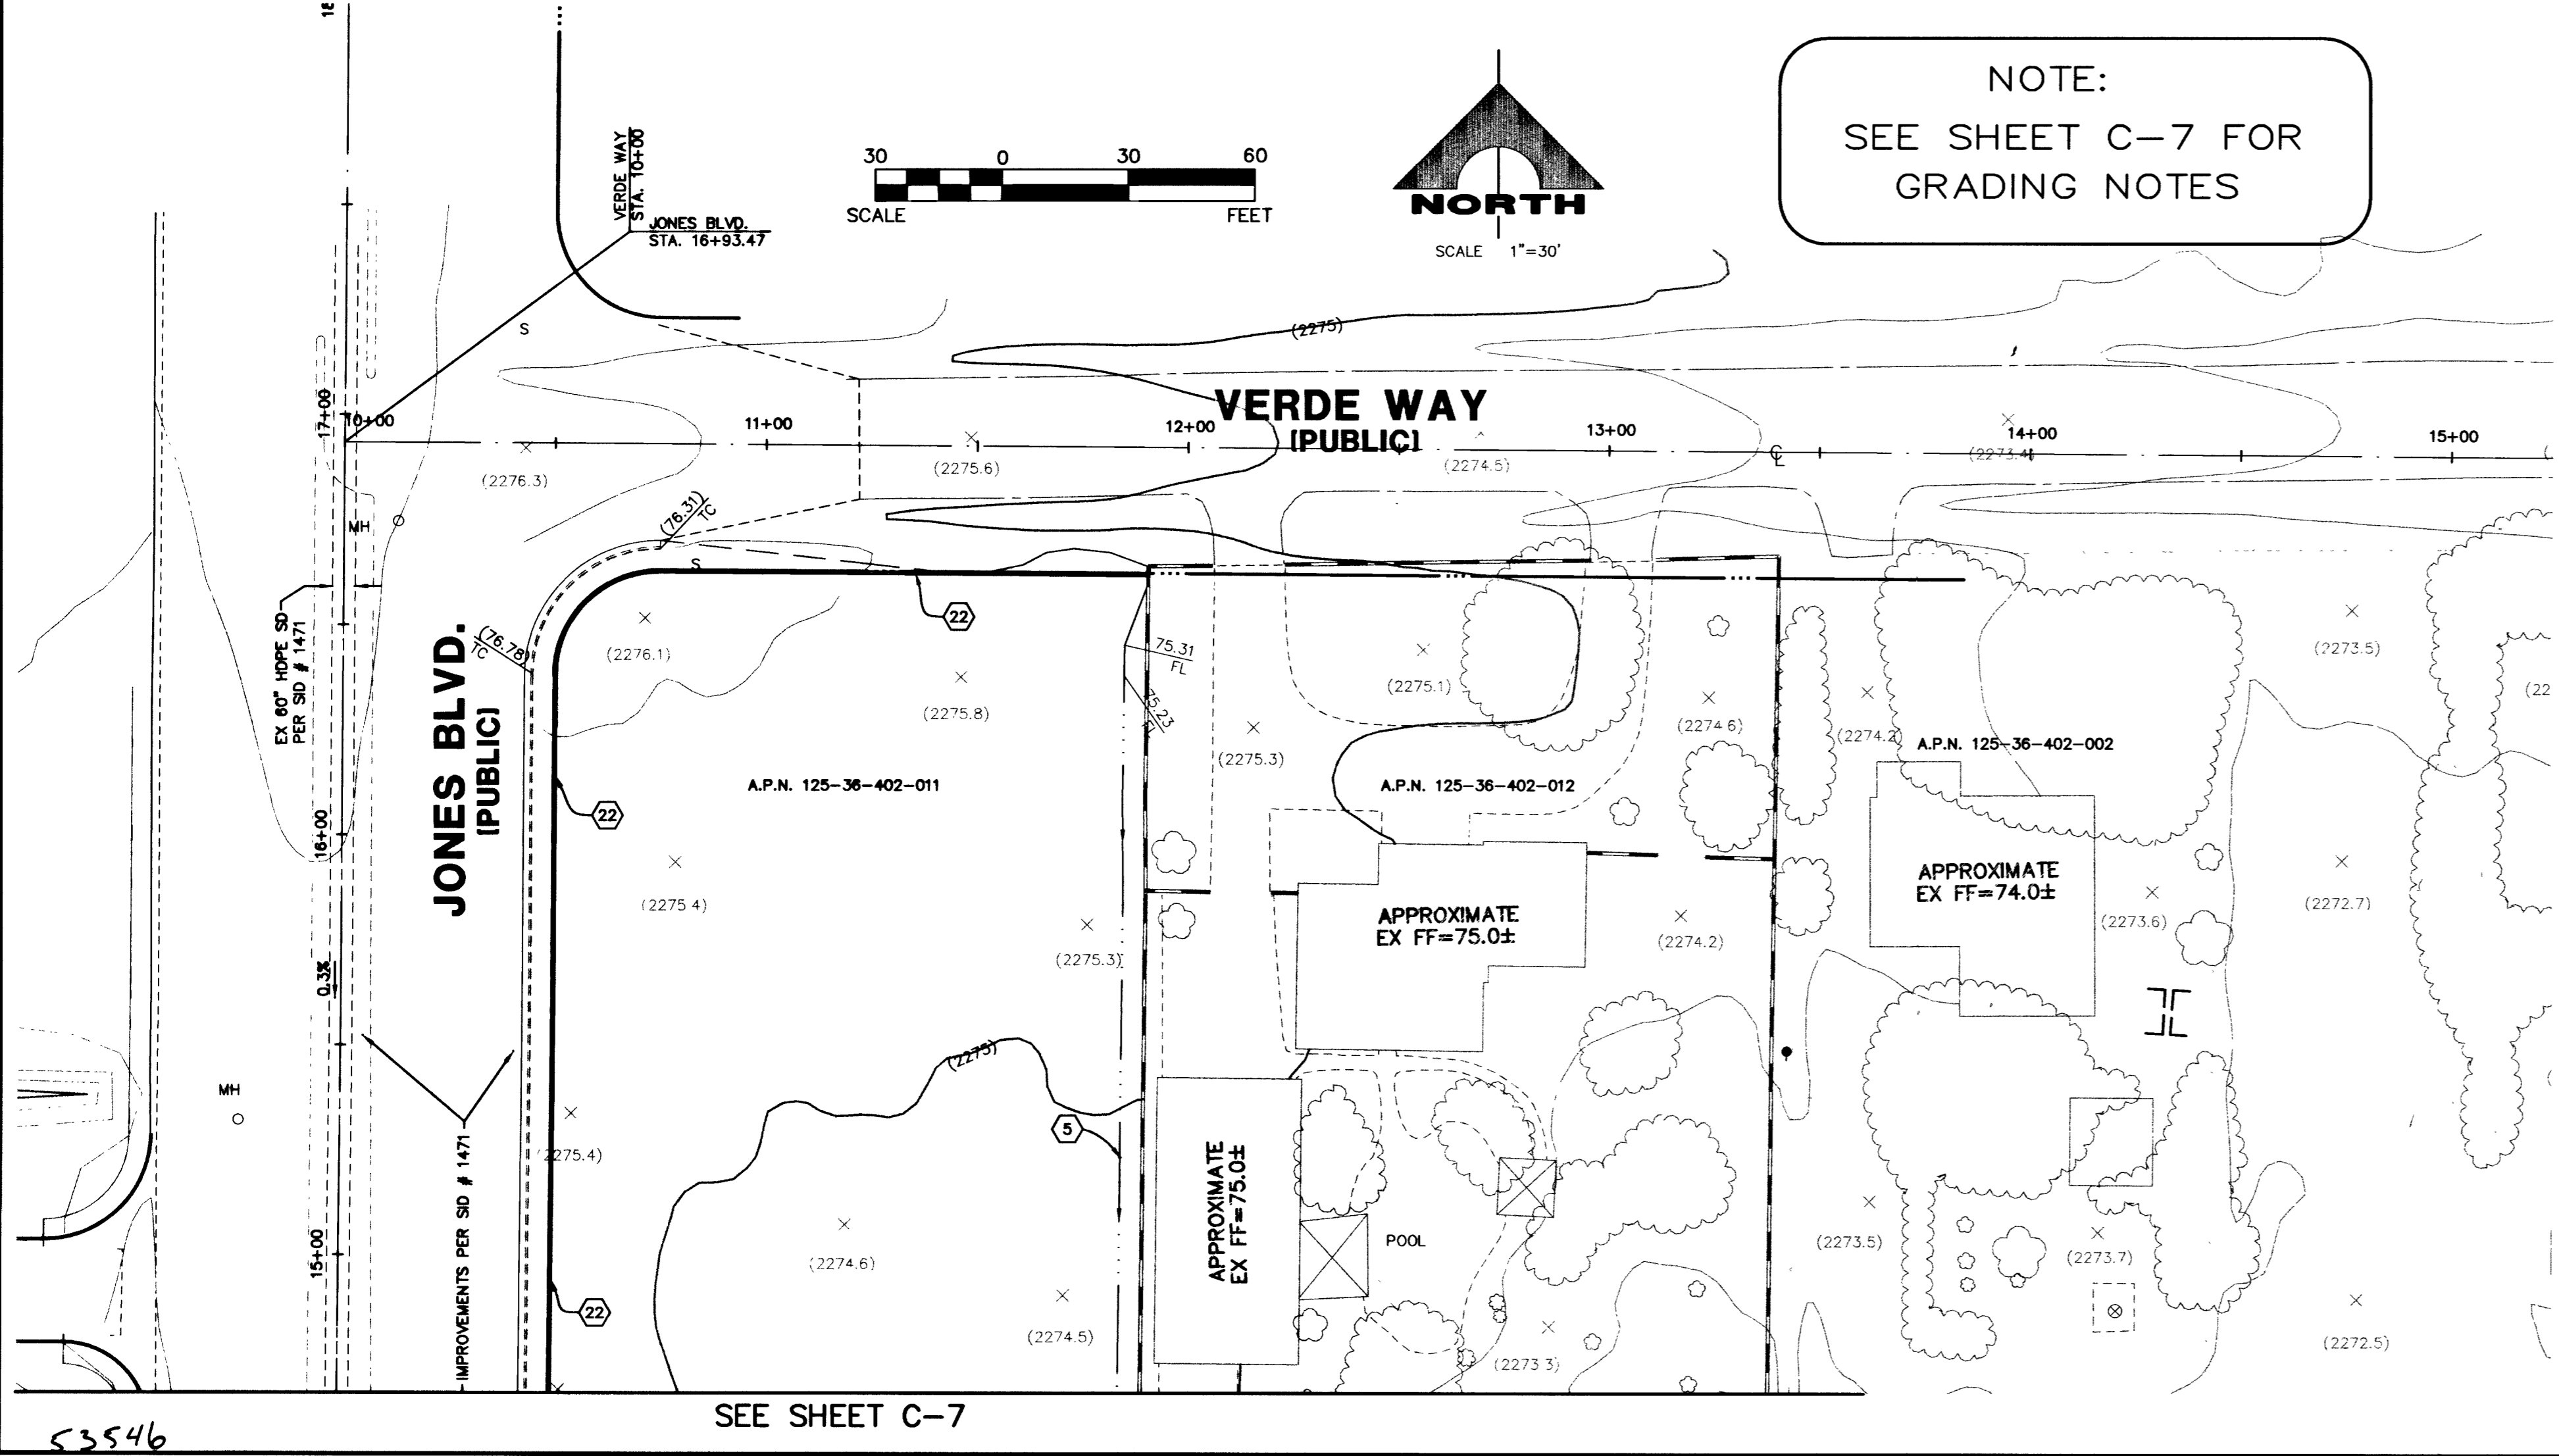 NOTE:
SEE SHEET C-7 FOR
GRADING NOTES
VERDE WAY
STA. 10+00
JONES BLVD.
STA. 16+93.47
30 0 30 60
SCALE FEET
NORTH
SCALE 1"=30'
S
(2275)
VERDE WAY
(PUBLIC)
17+00
10+00
11+00
12+00
13+00
14+00
15+00
(2276.3)
(2275.6)
(2274.5)
(2273.4)
MH
(76.31)
TC
S
22
EX 60" HDPE SD
PER SID # 1471
JONES BLVD.
(PUBLIC)
(76.78)
TC
(2276.1)
(2275.8)
75.31
FL
75.23
FL
(2275.1)
(2275.3)
(2274.6)
(2274.2)
(2273.5)
(22
A.P.N. 125-36-402-011
A.P.N. 125-36-402-012
A.P.N. 125-36-402-002
22
16+00
(2275.4)
(2275.3)
APPROXIMATE
EX FF=75.0±
(2274.2)
APPROXIMATE
EX FF=74.0±
(2273.6)
(2272.7)
0.3%
(2275)
MH
5
(2275.4)
IMPROVEMENTS PER SID # 1471
APPROXIMATE
EX FF=75.0±
POOL
15+00
(2274.6)
(2273.5)
(2273.7)
22
(2274.5)
(2273.3)
(2272.5)
SEE SHEET C-7
53546